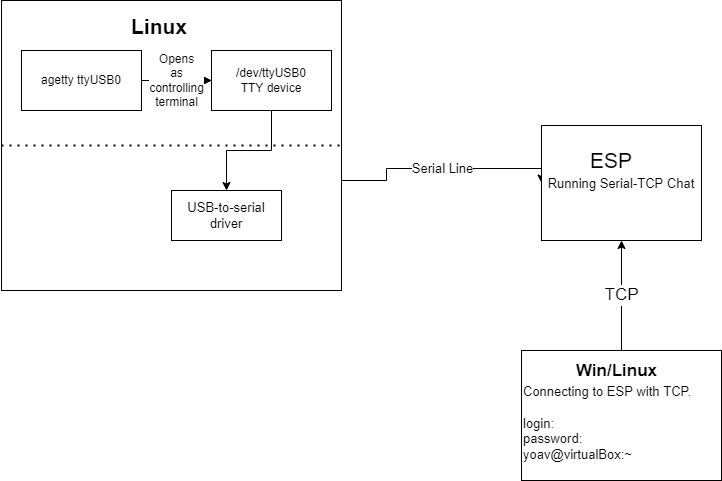 Linux
agetty ttyUSB0
Opens
as
controlling
terminal
/dev/ttyUSB0
TTY device
USB-to-serial
driver
Serial Line
ESP
Running Serial-TCP Chat
TCP
Win/Linux
Connecting to ESP with TCP.
login:
password:
yoav@virtualBox:~